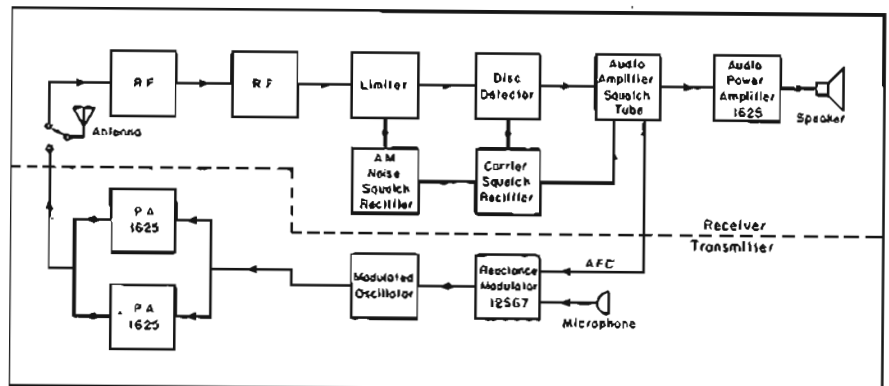 RF
RF
Limiter
Disc
Detector
Audio
Amplifier
Squelch
Tube
Audio
Power
Amplifier
1625
Speaker
Antenna
AM
Noise
Squelch
Rectifier
Carrier
Squelch
Rectifier
Receiver
Transmitter
PA
1625
PA
1625
Modulated
Oscillator
Reactance
Modulator
12SG7
AFC
Microphone